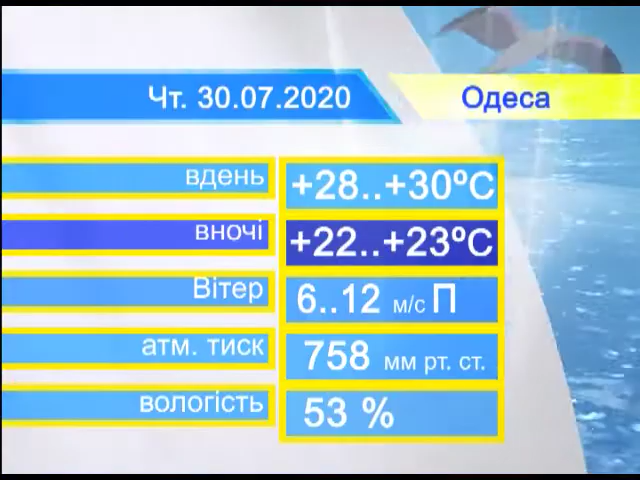 Чт. 30.07.2020
Одеса
вдень +28..+30ºC
вночі +22..+23ºC
Вітер 6..12 м/с П
атм. тиск 758 мм рт. ст.
вологість 53 %